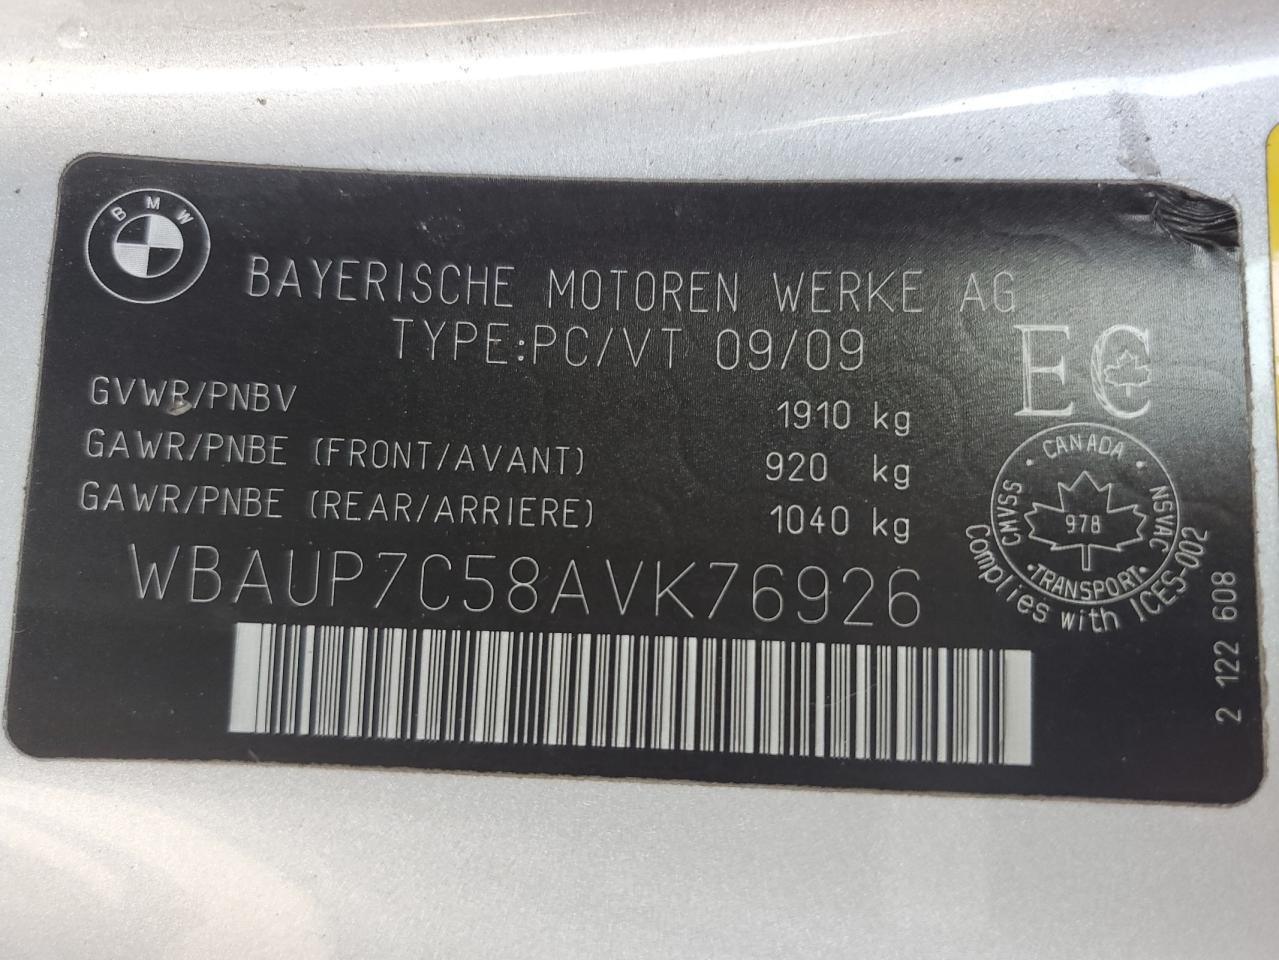 BMW
BAYERISCHE MOTOREN WERKE AG
TYPE:PC/VT 09/09
GVWR/PNBV 1910 kg
GAWR/PNBE (FRONT/AVANT) 920 kg
GAWR/PNBE (REAR/ARRIERE) 1040 kg
WBAUP7C58AVK76926
EC
CANADA
CMVSS
978
NSVAC
TRANSPORT
Complies with ICES-002
2 122 608